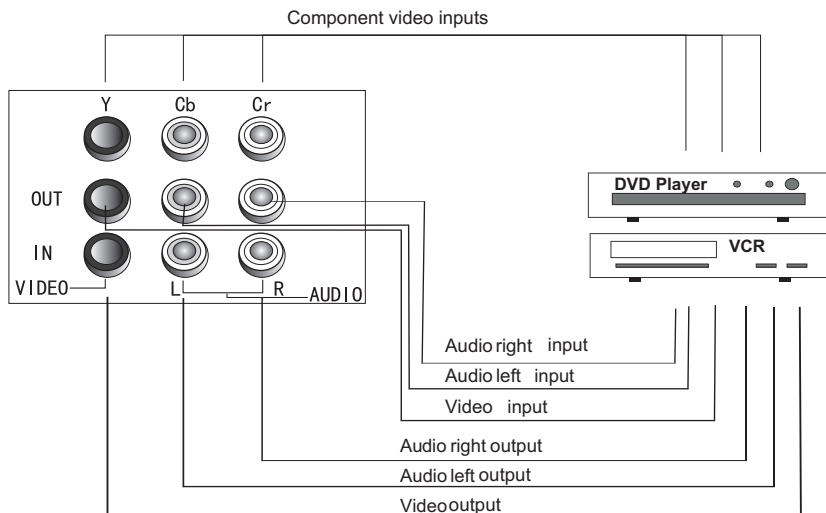 Component video inputs
Y Cb Cr
DVD Player
OUT
VCR
IN
VIDEO
L R AUDIO
Audio right input
Audio left input
Video input
Audio right output
Audio left output
Video output